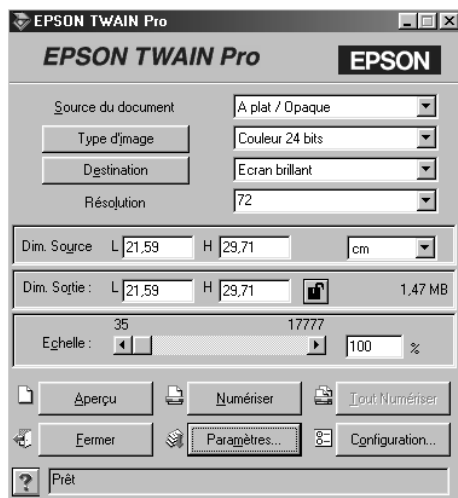 EPSON TWAIN Pro
EPSON TWAIN Pro EPSON
Source du document A plat / Opaque
Type d'image Couleur 24 bits
Destination Ecran brillant
Résolution 72
Dim. Source L 21,59 H 29,71 cm
Dim. Sortie : L 21,59 H 29,71 1,47 MB
35 17777
Echelle : 100 %
Aperçu Numériser Tout Numériser
Fermer Paramètres... Configuration...
? Prêt